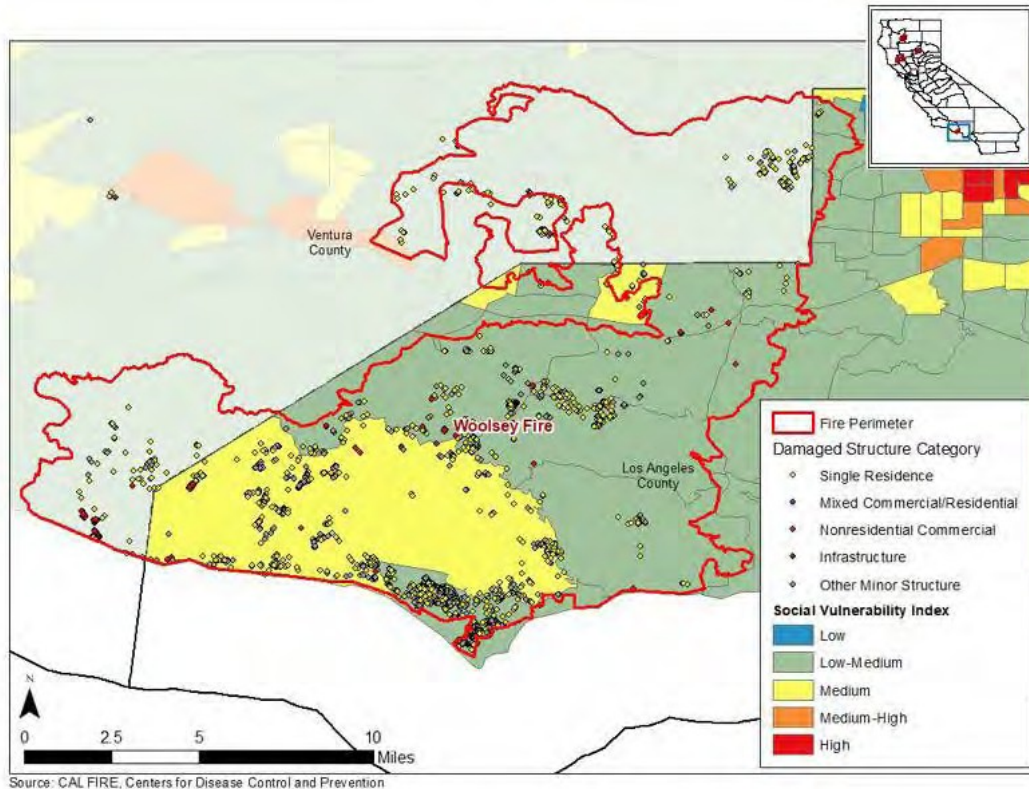 Ventura
County
Woolsey Fire
Los Angeles
County
Fire Perimeter
Damaged Structure Category
Single Residence
Mixed Commercial/Residential
Nonresidential Commercial
Infrastructure
Other Minor Structure
Social Vulnerability Index
Low
Low-Medium
Medium
Medium-High
High
N
0 2.5 5 10
Miles
Source: CAL FIRE, Centers for Disease Control and Prevention